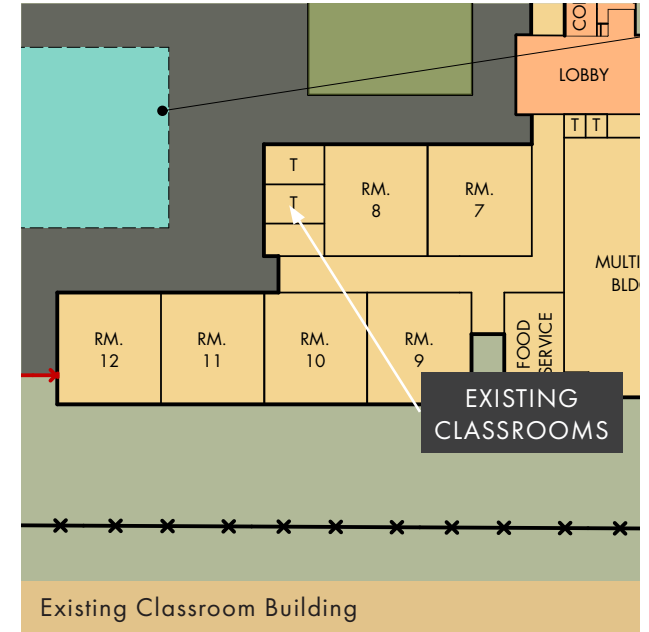 CO
T
LOBBY
T T
T
T
RM.
8
RM.
7
MULTI
BLD
RM.
12
RM.
11
RM.
10
RM.
9
FOOD
SERVICE
EXISTING
CLASSROOMS
Existing Classroom Building